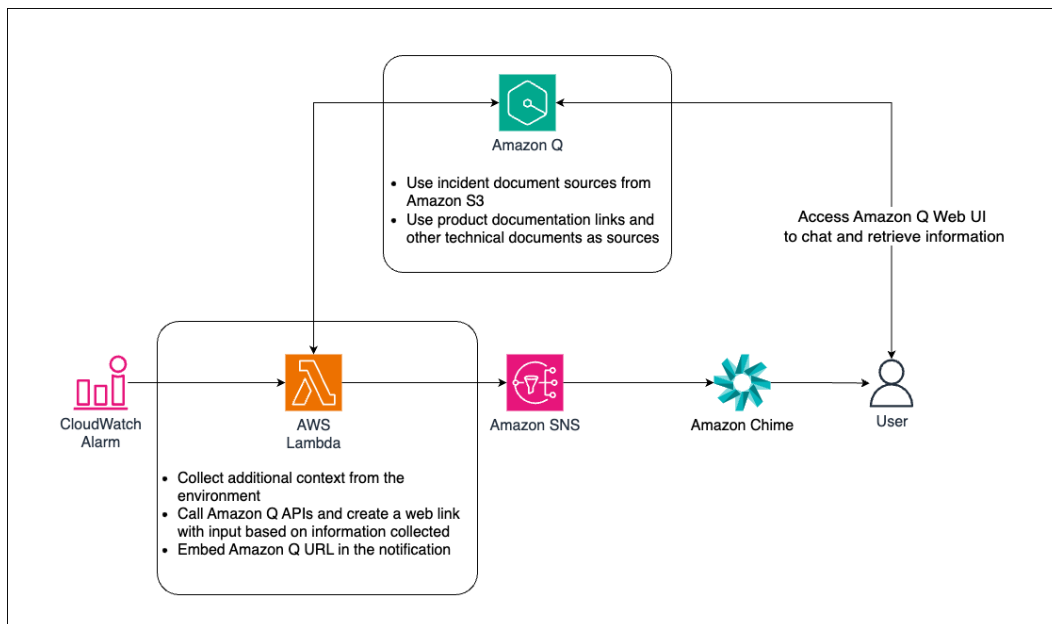 Amazon Q
• Use incident document sources from
Amazon S3
• Use product documentation links and
other technical documents as sources
Access Amazon Q Web UI
to chat and retrieve information
CloudWatch
Alarm
AWS
Lambda
Amazon SNS
Amazon Chime
User
• Collect additional context from the
environment
• Call Amazon Q APIs and create a web link
with input based on information collected
• Embed Amazon Q URL in the notification